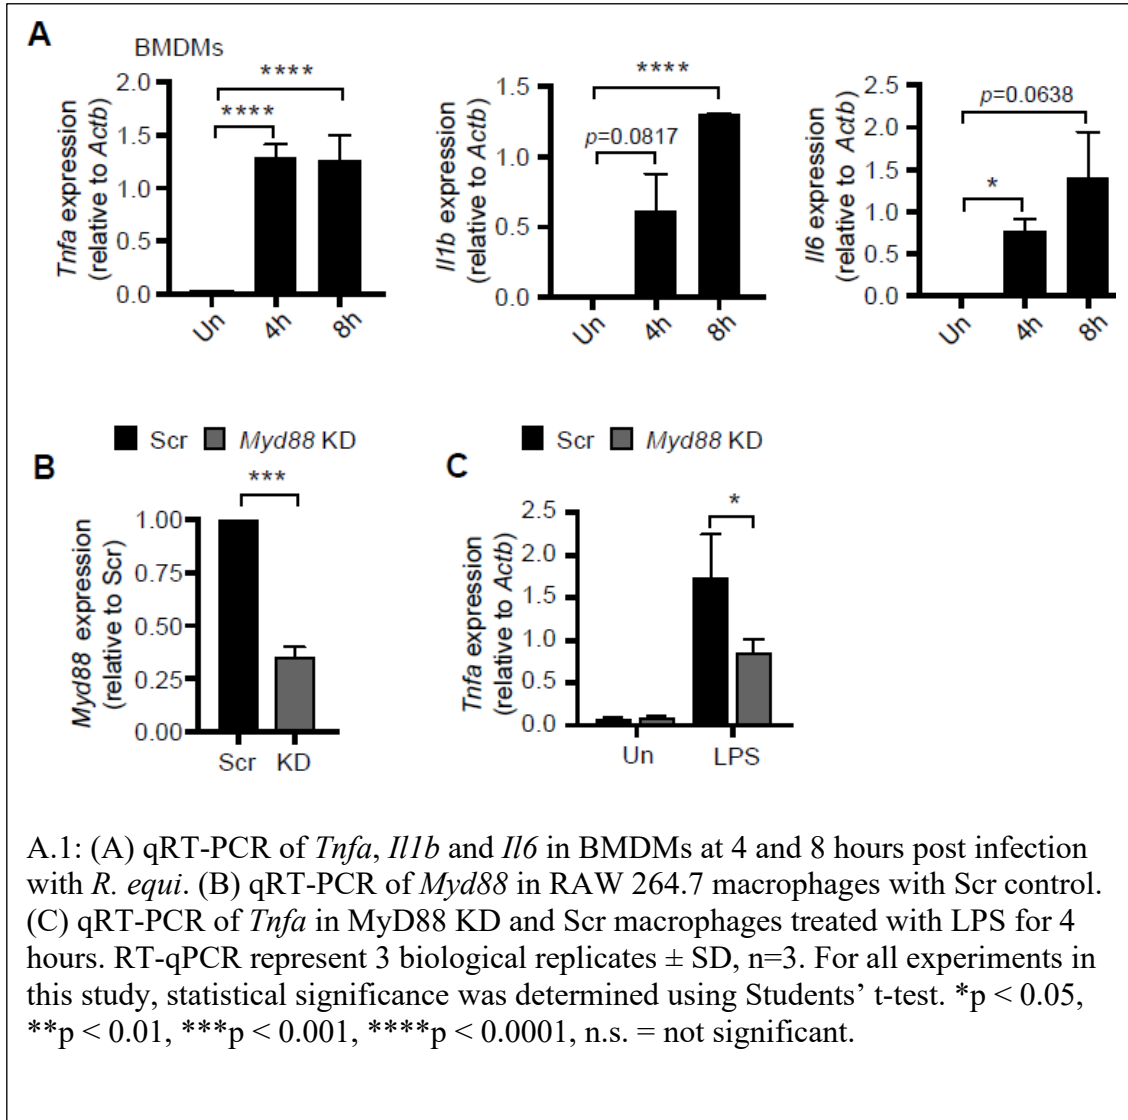 A
BMDMs
Tnfa expression
(relative to Actb)
2.0
1.5
1.0
0.5
0.0
****
****
Un
4h
8h
Il1b expression
(relative to Actb)
1.5
1.0
0.5
0.0
****
p=0.0817
Un
4h
8h
Il6 expression
(relative to Actb)
2.5
2.0
1.5
1.0
0.5
0.0
p=0.0638
*
Un
4h
8h
B
Scr Myd88 KD
Myd88 expression
(relative to Scr)
1.00
0.75
0.50
0.25
0.00
***
Scr KD
C
Scr Myd88 KD
Tnfa expression
(relative to Actb)
2.5
2.0
1.5
1.0
0.5
0.0
*
Un LPS
A.1: (A) qRT-PCR of Tnfa, Il1b and Il6 in BMDMs at 4 and 8 hours post infection
with R. equi. (B) qRT-PCR of Myd88 in RAW 264.7 macrophages with Scr control.
(C) qRT-PCR of Tnfa in MyD88 KD and Scr macrophages treated with LPS for 4
hours. RT-qPCR represent 3 biological replicates ± SD, n=3. For all experiments in
this study, statistical significance was determined using Students’ t-test. *p < 0.05,
**p < 0.01, ***p < 0.001, ****p < 0.0001, n.s. = not significant.